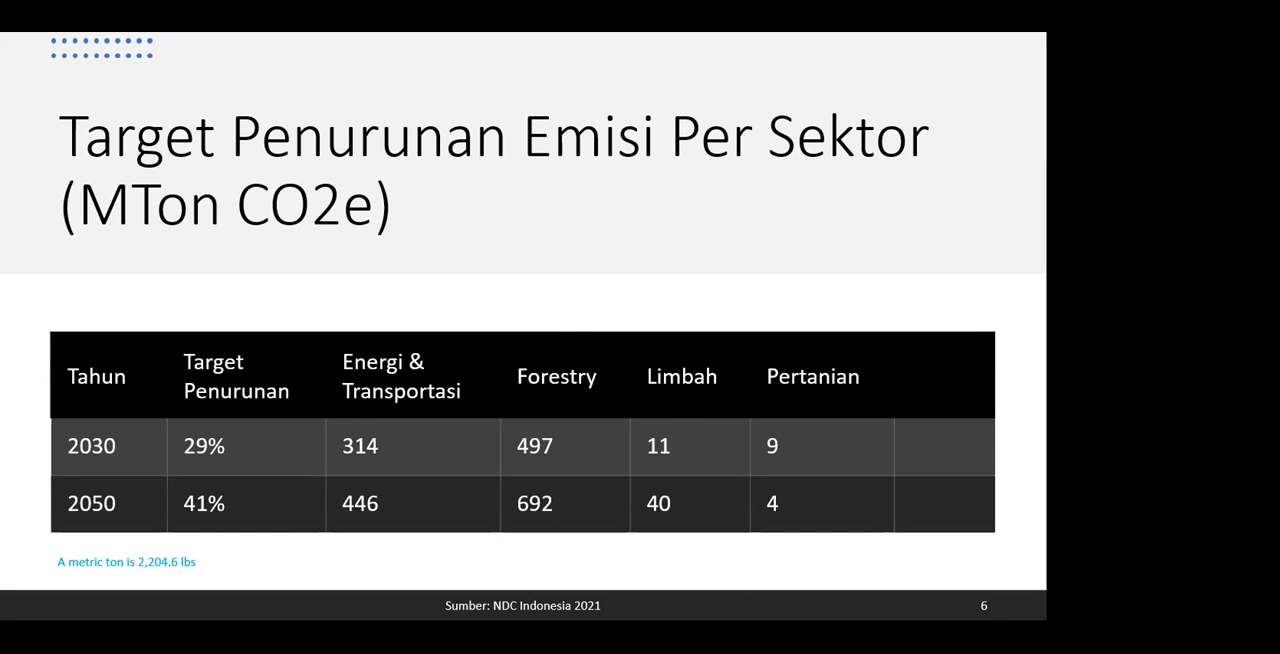 Target Penurunan Emisi Per Sektor
(MTon CO2e)
Tahun Target Penurunan Energi & Transportasi Forestry Limbah Pertanian
2030 29% 314 497 11 9
2050 41% 446 692 40 4
A metric ton is 2,204.6 lbs
Sumber: NDC Indonesia 2021 6